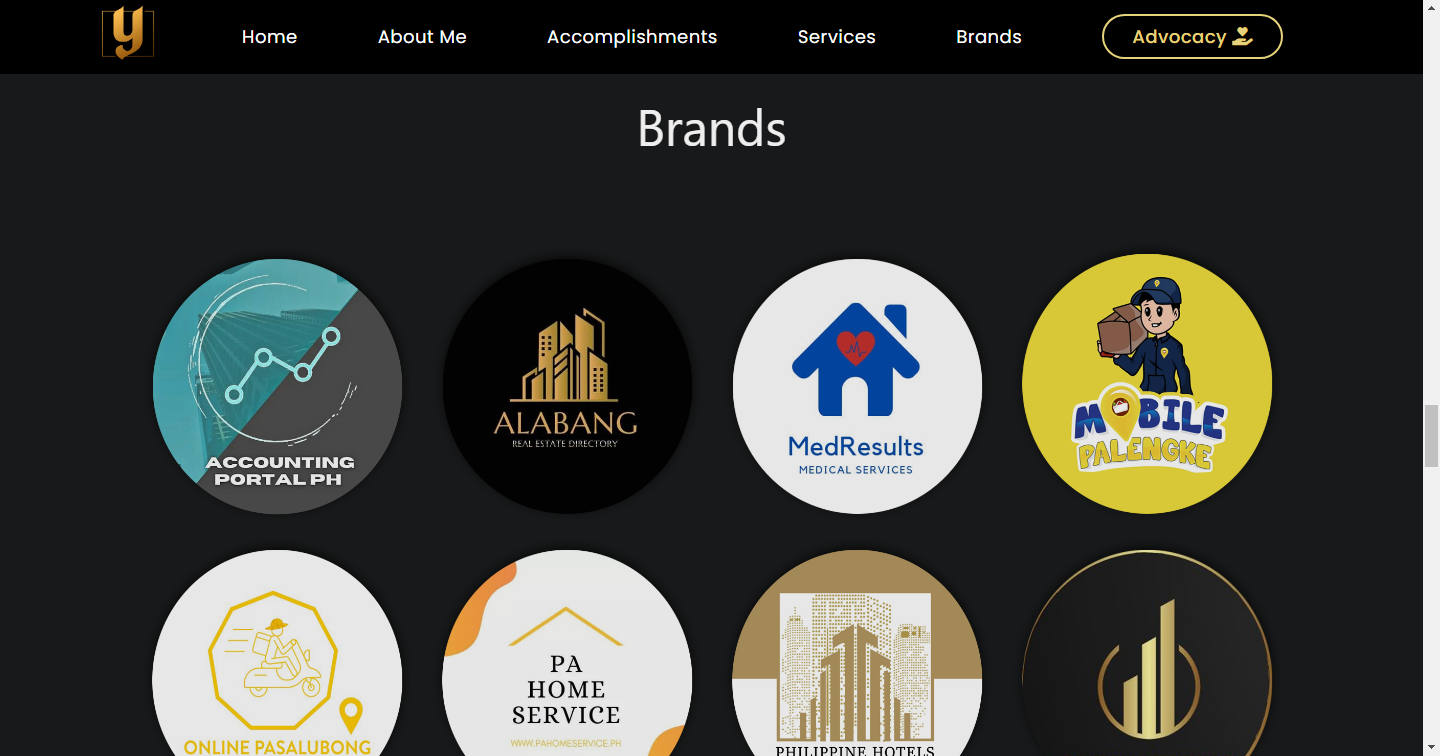 y
Home
About Me
Accomplishments
Services
Brands
Advocacy
Brands
ACCOUNTING
PORTAL PH
ALABANG
REAL ESTATE DIRECTORY
MedResults
MEDICAL SERVICES
MOBILE
PALENGKE
ONLINE PASALUBONG
PA
HOME
SERVICE
WWW.PAHOMESERVICE.PH
PHILIPPINE HOTELS